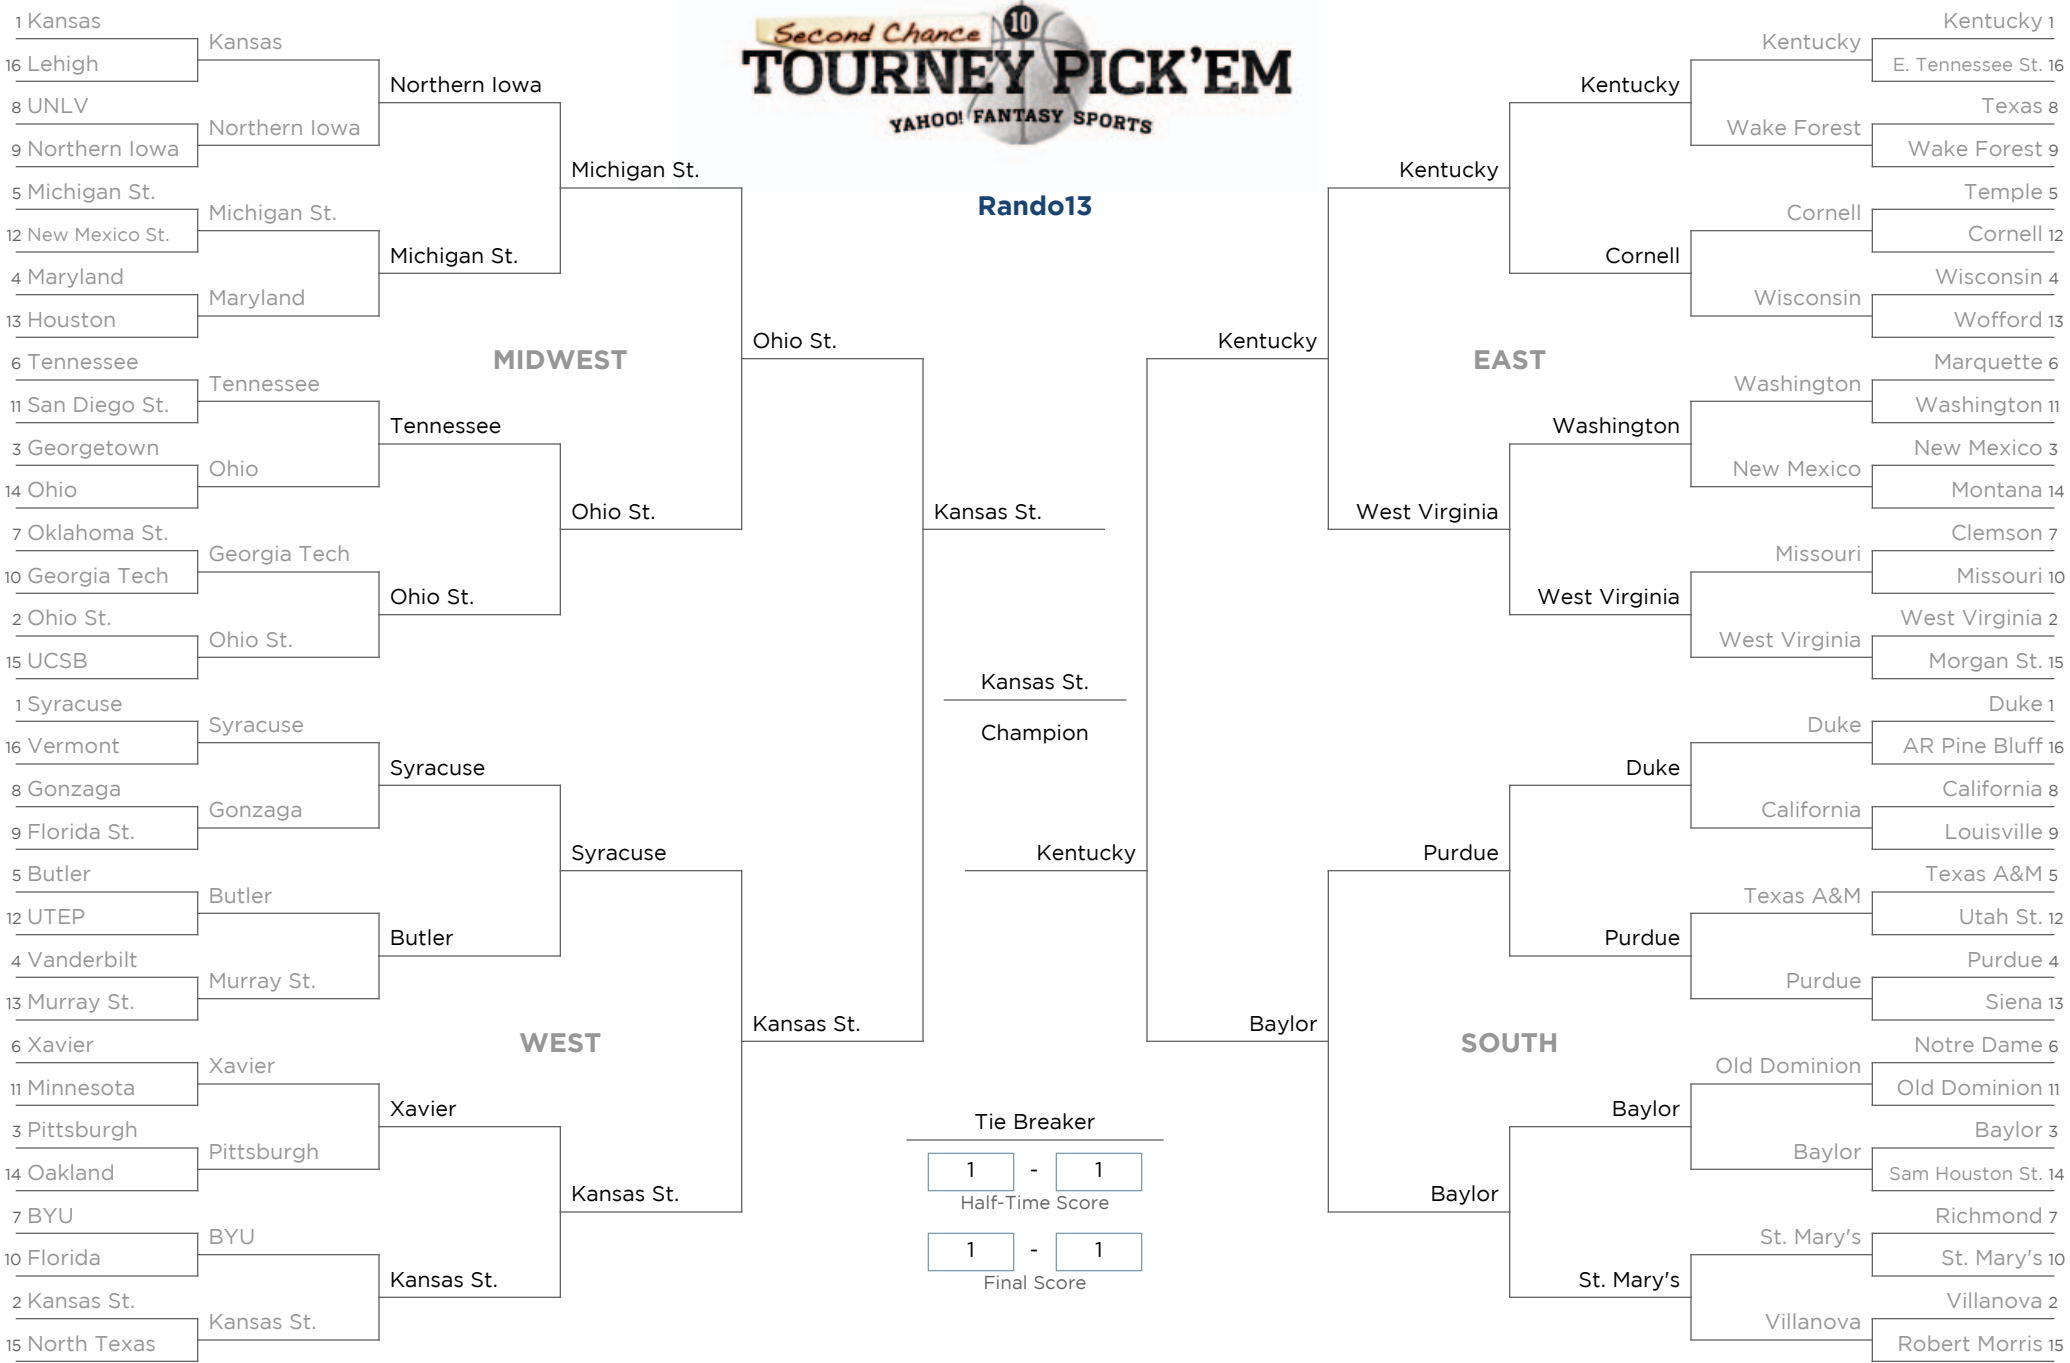 Second Chance 10
TOURNEY PICK'EM
YAHOO! FANTASY SPORTS
Rando13
1 Kansas
16 Lehigh
8 UNLV
9 Northern Iowa
5 Michigan St.
12 New Mexico St.
4 Maryland
13 Houston
6 Tennessee
11 San Diego St.
3 Georgetown
14 Ohio
7 Oklahoma St.
10 Georgia Tech
2 Ohio St.
15 UCSB
Kansas
Northern Iowa
Michigan St.
Maryland
Tennessee
Ohio
Georgia Tech
Ohio St.
Northern Iowa
Michigan St.
Tennessee
Ohio St.
Michigan St.
Ohio St.
MIDWEST
Ohio St.
1 Syracuse
16 Vermont
8 Gonzaga
9 Florida St.
5 Butler
12 UTEP
4 Vanderbilt
13 Murray St.
6 Xavier
11 Minnesota
3 Pittsburgh
14 Oakland
7 BYU
10 Florida
2 Kansas St.
15 North Texas
Syracuse
Gonzaga
Butler
Murray St.
Xavier
Pittsburgh
BYU
Kansas St.
Syracuse
Butler
Xavier
Kansas St.
Syracuse
Kansas St.
WEST
Kansas St.
Kansas St.
Kansas St.
Champion
Kentucky
Tie Breaker
1 - 1
Half-Time Score
1 - 1
Final Score
Kentucky
EAST
Kentucky
West Virginia
Kentucky
Cornell
Washington
West Virginia
Kentucky
Wake Forest
Cornell
Wisconsin
Washington
New Mexico
Missouri
West Virginia
Kentucky 1
E. Tennessee St. 16
Texas 8
Wake Forest 9
Temple 5
Cornell 12
Wisconsin 4
Wofford 13
Marquette 6
Washington 11
New Mexico 3
Montana 14
Clemson 7
Missouri 10
West Virginia 2
Morgan St. 15
Baylor
SOUTH
Purdue
Baylor
Duke
Purdue
Baylor
St. Mary's
Duke
California
Texas A&M
Purdue
Old Dominion
Baylor
St. Mary's
Villanova
Duke 1
AR Pine Bluff 16
California 8
Louisville 9
Texas A&M 5
Utah St. 12
Purdue 4
Siena 13
Notre Dame 6
Old Dominion 11
Baylor 3
Sam Houston St. 14
Richmond 7
St. Mary's 10
Villanova 2
Robert Morris 15